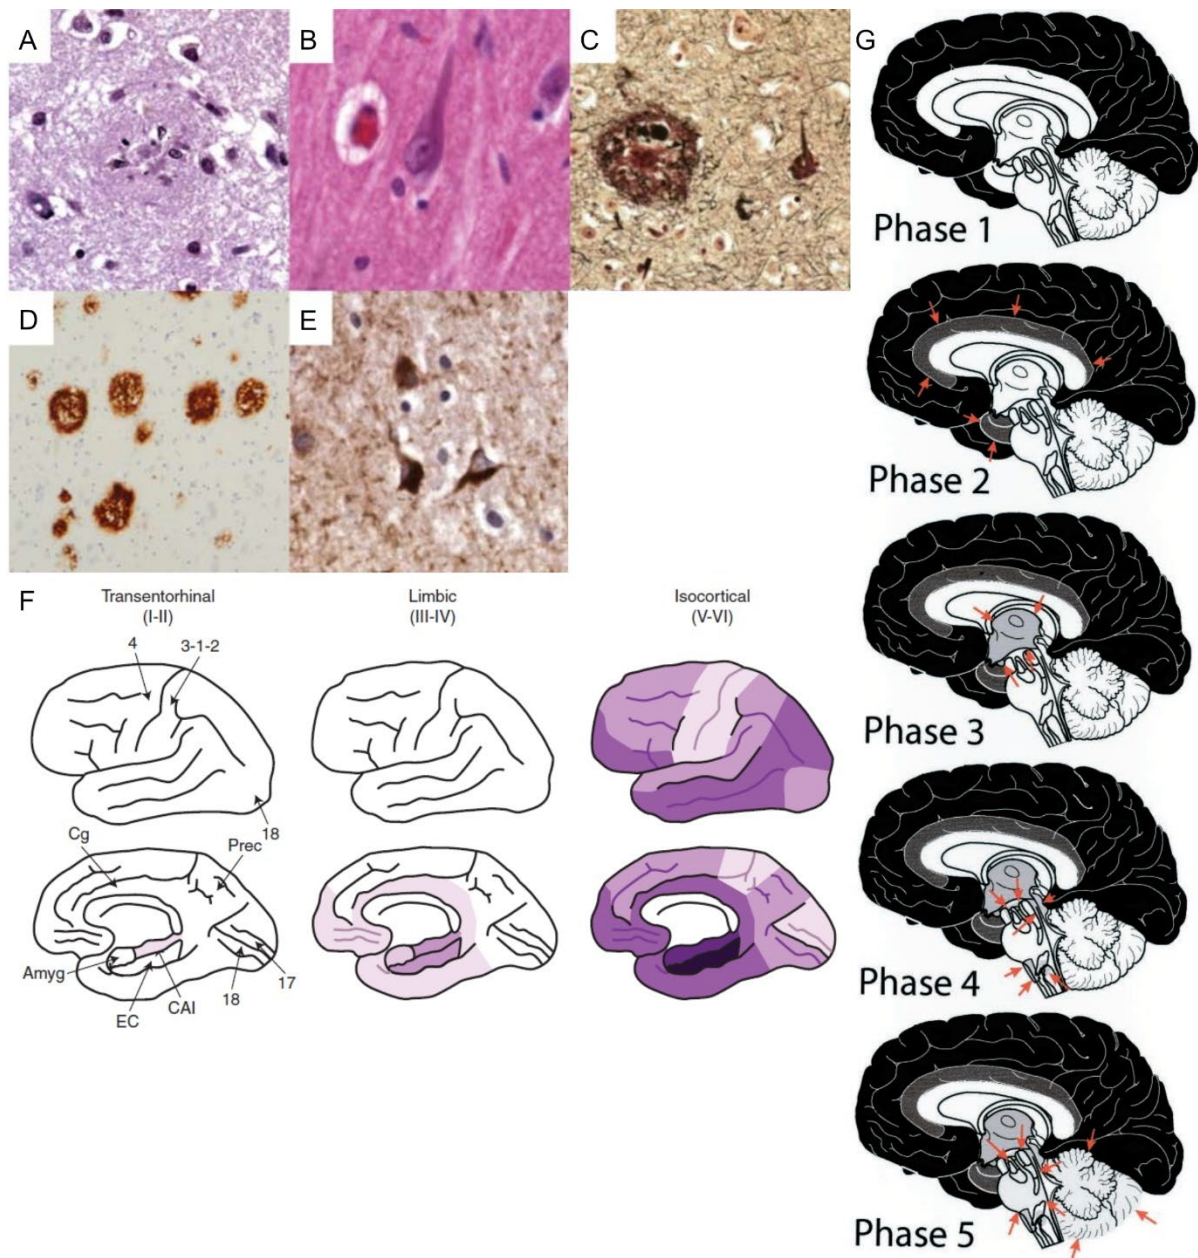 A
B
C
G
Phase 1
D
E
Phase 2
Phase 3
F
Transentorhinal
(I-II)
Limbic
(III-IV)
Isocortical
(V-VI)
4
3-1-2
18
Cg
Prec
Amyg
EC
CAI
18
17
Phase 4
Phase 5